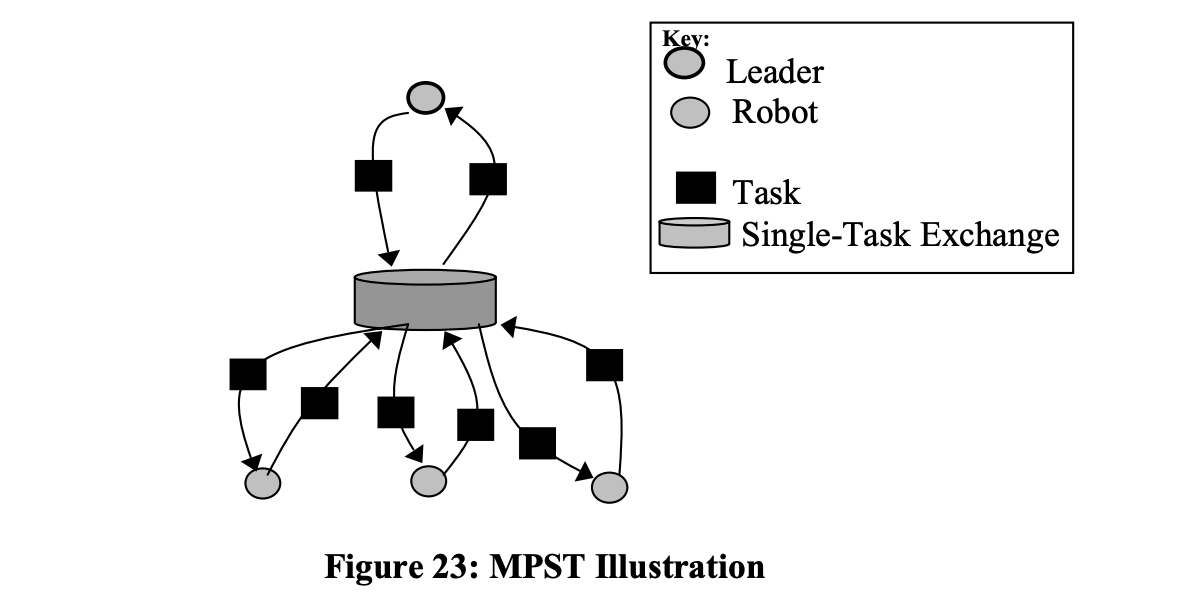 Key:
Leader
Robot
Task
Single-Task Exchange
Figure 23: MPST Illustration